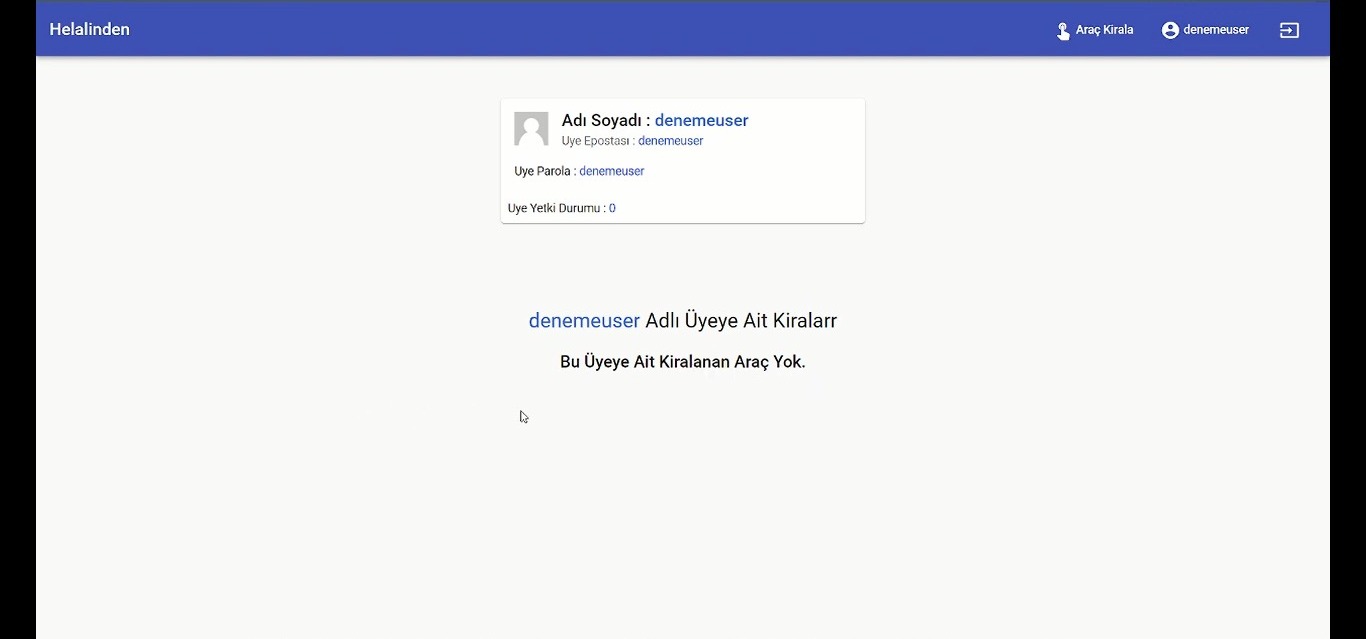 Helalinden
Araç Kirala
denemeuser
Adı Soyadı : denemeuser
Uye Epostası : denemeuser
Uye Parola : denemeuser
Uye Yetki Durumu : 0
denemeuser Adlı Üyeye Ait Kiralarr
Bu Üyeye Ait Kiralanan Araç Yok.